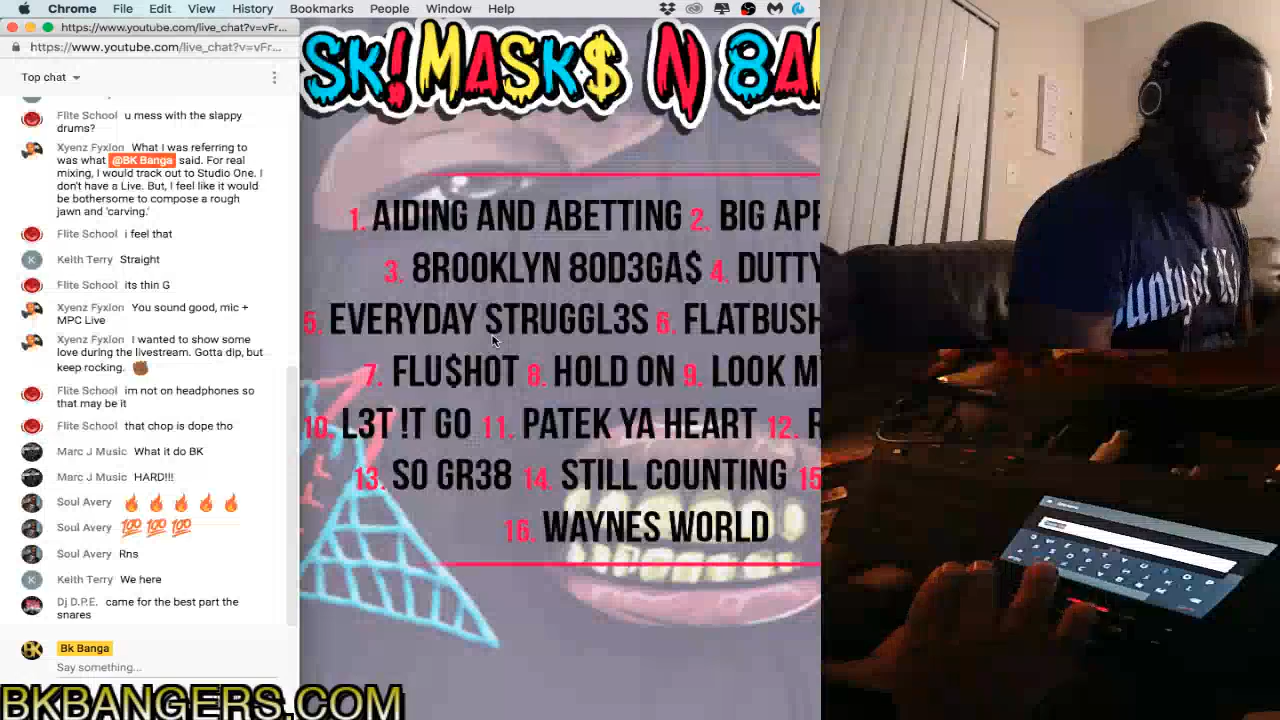 Chrome File Edit View History Bookmarks People Window Help
https://www.youtube.com/live_chat?v=vFr...
https://www.youtube.com/live_chat?v=vFr...
Top chat
Flite School u mess with the slappy
drums?
Xyenz Fyxion What I was referring to
was what @BK Banga said. For real
mixing, I would track out to Studio One. I
don't have a Live. But, I feel like it would
be bothersome to compose a rough
jawn and 'carving.'
Flite School i feel that
K Keith Terry Straight
Flite School its thin G
Xyenz Fyxion You sound good, mic +
MPC Live
Xyenz Fyxion I wanted to show some
love during the livestream. Gotta dip, but
keep rocking.
Flite School im not on headphones so
that may be it
Flite School that chop is dope tho
Marc J Music What it do BK
Marc J Music HARD!!!
Soul Avery 🔥 🔥 🔥 🔥 🔥
Soul Avery 💯 💯 💯
Soul Avery Rns
K Keith Terry We here
Dj D.P.E. came for the best part the
snares
BK Bk Banga
Say something...
BKBANGERS.COM
SK!MASK$ N 8A
1. AIDING AND ABETTING 2. BIG APP
3. 8ROOKLYN 8OD3GA$ 4. DUTTY
5. EVERYDAY STRUGGL3S 6. FLATBUSH
7. FLU$HOT 8. HOLD ON 9. LOOK M
10. L3T !T GO 11. PATEK YA HEART 12.
13. SO GR38 14. STILL COUNTING 15
16. WAYNES WORLD
unty of K